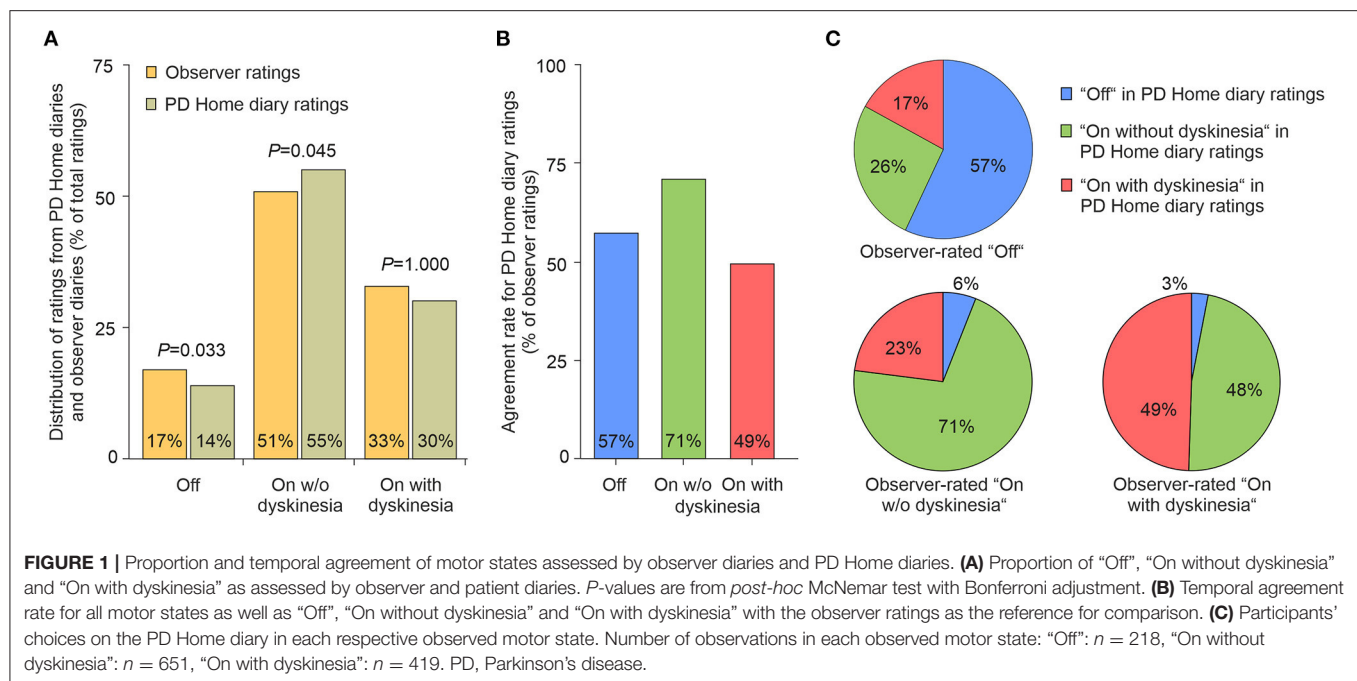 A
Distribution of ratings from PD Home diaries
and observer diaries (% of total ratings)
75
50
25
0
Observer ratings
PD Home diary ratings
P=0.033
P=0.045
P=1.000
17%
14%
51%
55%
33%
30%
Off
On w/o
dyskinesia
On with
dyskinesia
B
Agreement rate for PD Home diary ratings
(% of observer ratings)
100
75
50
25
0
57%
71%
49%
Off
On w/o
On with
dyskinesia
C
17%
26%
57%
Observer-rated "Off“
"Off“ in PD Home diary ratings
"On without dyskinesia“ in
PD Home diary ratings
"On with dyskinesia“ in
PD Home diary ratings
6%
23%
71%
Observer-rated "On
w/o dyskinesia“
3%
49%
48%
Observer-rated "On
with dyskinesia“
FIGURE 1 | Proportion and temporal agreement of motor states assessed by observer diaries and PD Home diaries. (A) Proportion of “Off”, “On without dyskinesia”
and “On with dyskinesia” as assessed by observer and patient diaries. P-values are from post-hoc McNemar test with Bonferroni adjustment. (B) Temporal agreement
rate for all motor states as well as “Off”, “On without dyskinesia” and “On with dyskinesia” with the observer ratings as the reference for comparison. (C) Participants’
choices on the PD Home diary in each respective observed motor state. Number of observations in each observed motor state: “Off”: n = 218, “On without
dyskinesia”: n = 651, “On with dyskinesia”: n = 419. PD, Parkinson’s disease.